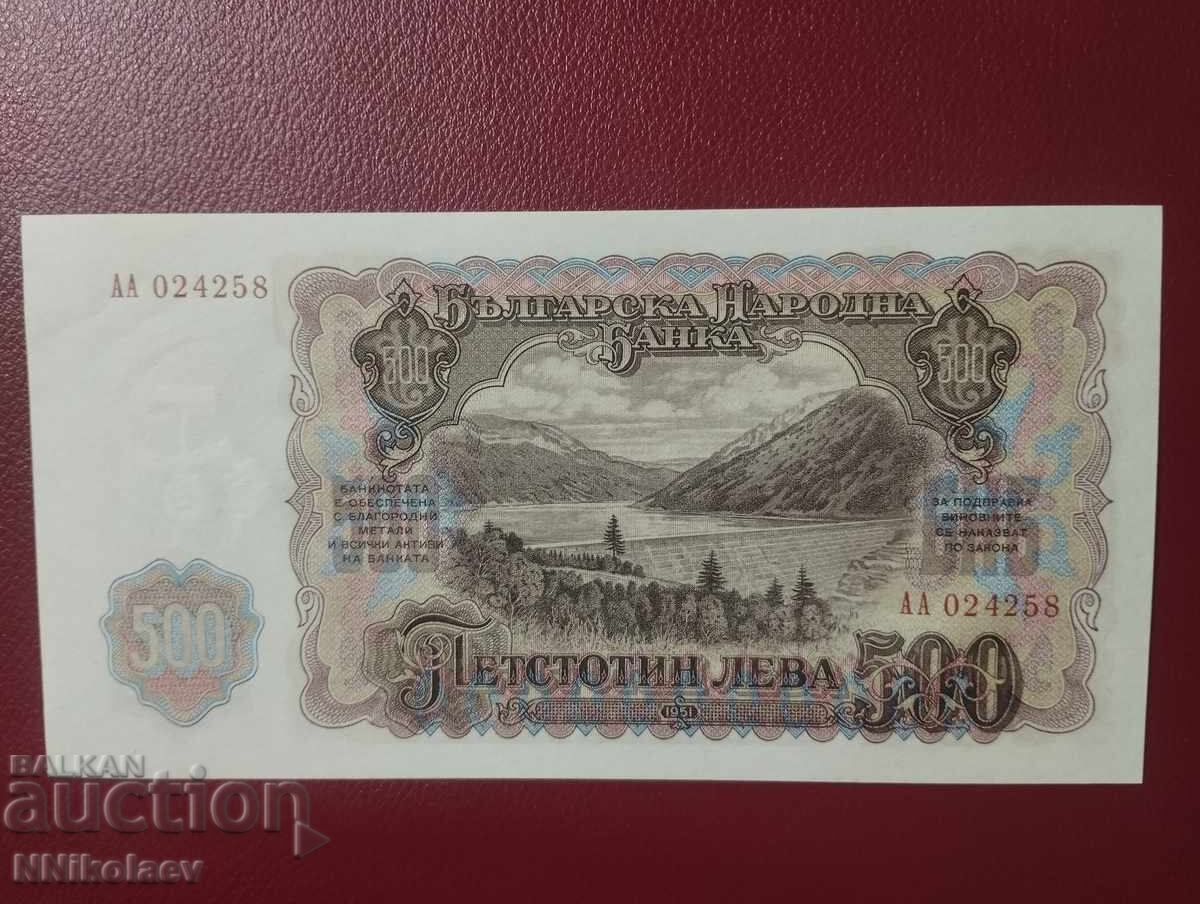 АА 024258
БЪЛГАРСКА НАРОДНА
БАНКА
500
500
БАНКНОТАТА
Е ОБЕСПЕЧЕНА
С БЛАГОРОДНИ
МЕТАЛИ
И ВСИЧКИ АКТИВИ
НА БАНКАТА
ЗА ПОДПРАВКА
ВИНОВНИТЕ
СЕ НАКАЗВАТ
ПО ЗАКОНА
АА 024258
500
ПЕТСТОТИН ЛЕВА 500
1951
BALKAN
auction
NNikolaev